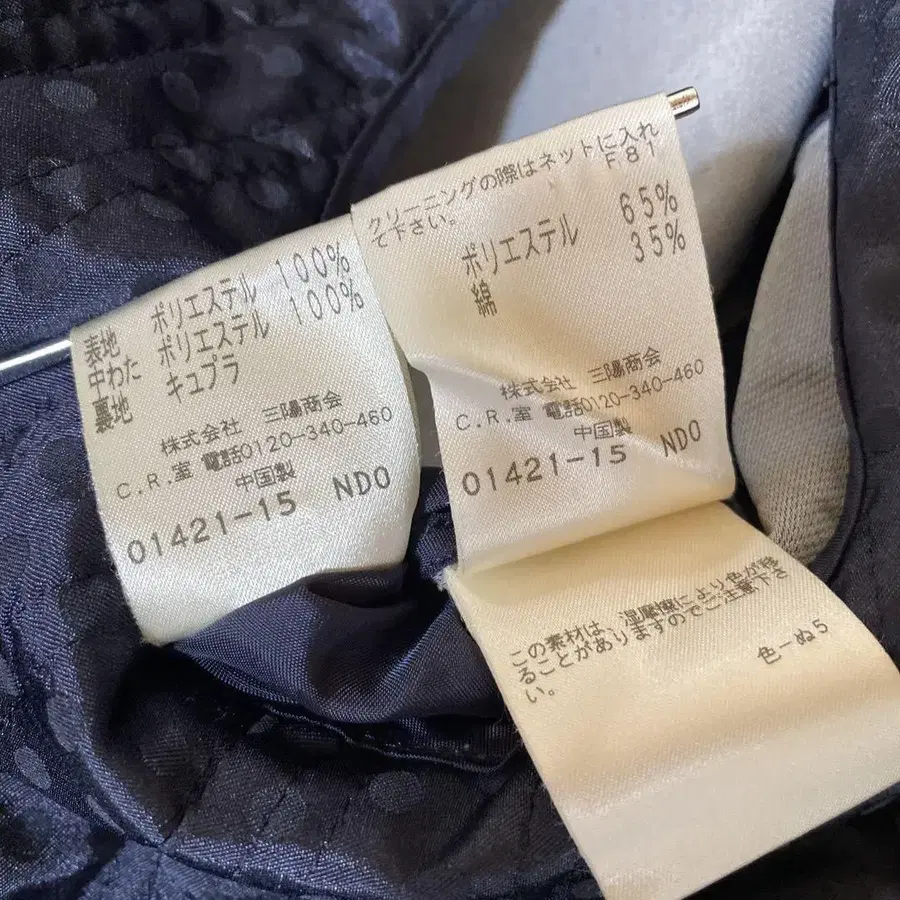 表地 ポリエステル 100%
中わた ポリエステル 100%
裏地 キュプラ
株式会社 三陽商会
C.R.室 電話0120-340-460
中国製
01421-15 ND0
クリーニングの際はネットに入れ
て下さい。 F81
ポリエステル 65%
綿 35%
株式会社 三陽商会
C.R.室 電話0120-340-460
中国製
01421-15 ND0
この素材は、湿摩擦により色が移
ることがありますのでご注意下さ
い。
色-ぬ5